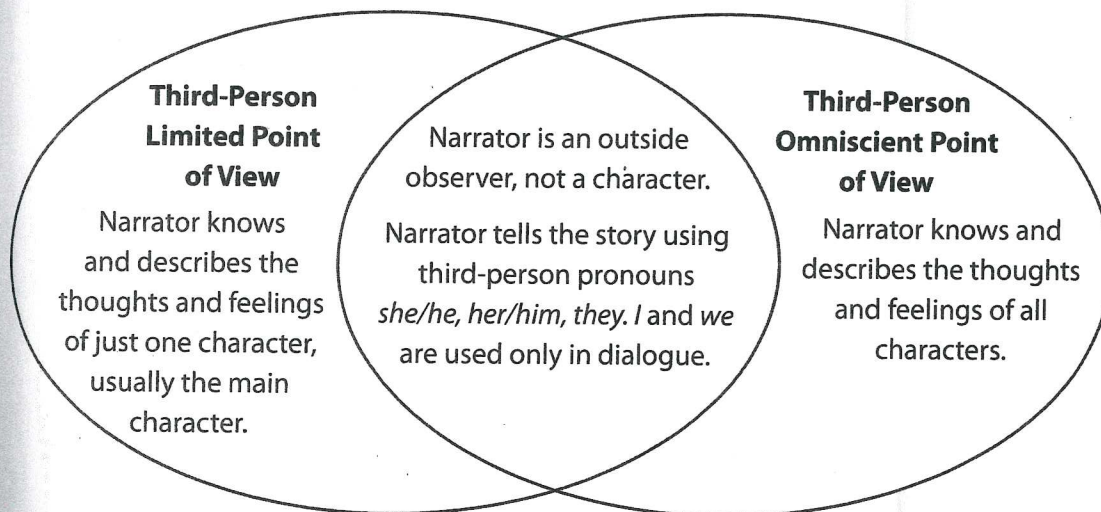 Third-Person
Limited Point
of View
Narrator knows
and describes the
thoughts and feelings
of just one character,
usually the main
character.
Narrator is an outside
observer, not a character.
Narrator tells the story using
third-person pronouns
she/he, her/him, they. I and we
are used only in dialogue.
Third-Person
Omniscient Point
of View
Narrator knows and
describes the thoughts
and feelings of all
characters.